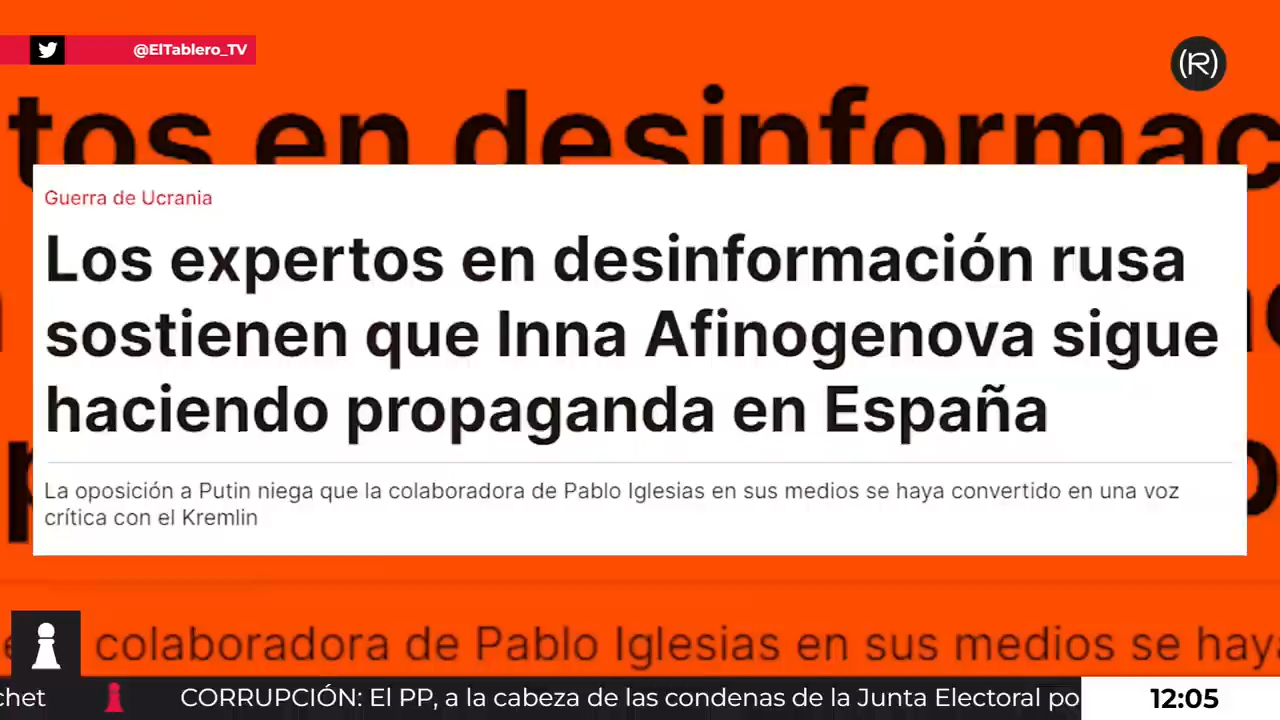 @ElTablero_TV
(R)
tos en desinformac
Guerra de Ucrania
Los expertos en desinformación rusa
sostienen que Inna Afinogenova sigue
haciendo propaganda en España
La oposición a Putin niega que la colaboradora de Pablo Iglesias en sus medios se haya convertido en una voz
crítica con el Kremlin
colaboradora de Pablo Iglesias en sus medios se hay
chet CORRUPCIÓN: El PP, a la cabeza de las condenas de la Junta Electoral po 12:05